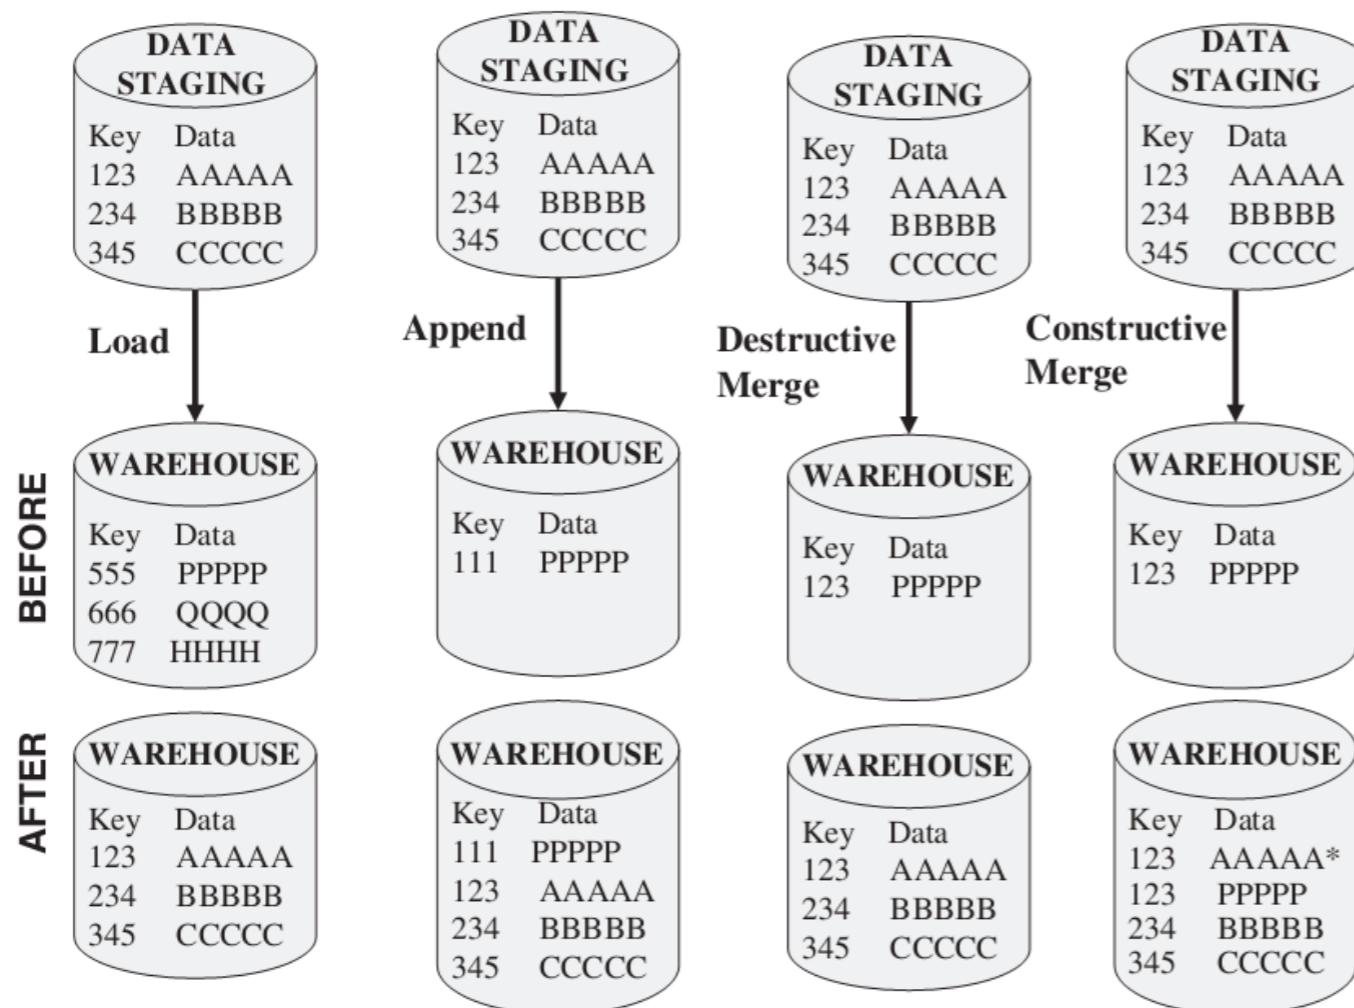 DATA
STAGING
Key Data
123 AAAAA
234 BBBBB
345 CCCCC
Load
BEFORE
WAREHOUSE
Key Data
555 PPPPP
666 QQQQ
777 HHHH
AFTER
WAREHOUSE
Key Data
123 AAAAA
234 BBBBB
345 CCCCC
DATA
STAGING
Key Data
123 AAAAA
234 BBBBB
345 CCCCC
Append
WAREHOUSE
Key Data
111 PPPPP
WAREHOUSE
Key Data
111 PPPPP
123 AAAAA
234 BBBBB
345 CCCCC
DATA
STAGING
Key Data
123 AAAAA
234 BBBBB
345 CCCCC
Destructive
Merge
WAREHOUSE
Key Data
123 PPPPP
WAREHOUSE
Key Data
123 AAAAA
234 BBBBB
345 CCCCC
DATA
STAGING
Key Data
123 AAAAA
234 BBBBB
345 CCCCC
Constructive
Merge
WAREHOUSE
Key Data
123 PPPPP
WAREHOUSE
Key Data
123 AAAAA*
123 PPPPP
234 BBBBB
345 CCCCC